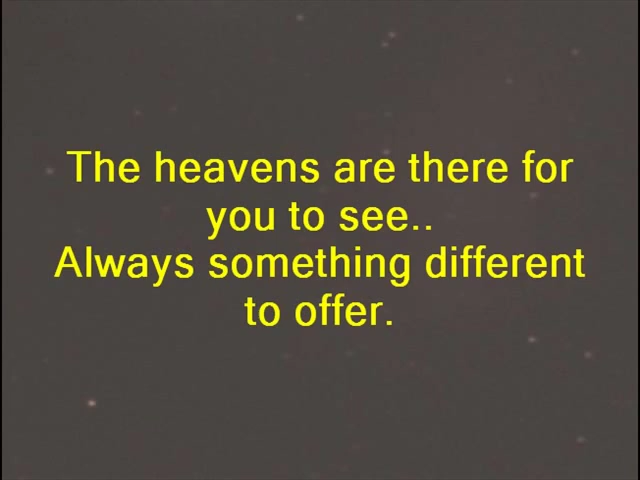 The heavens are there for
you to see..
Always something different
to offer.